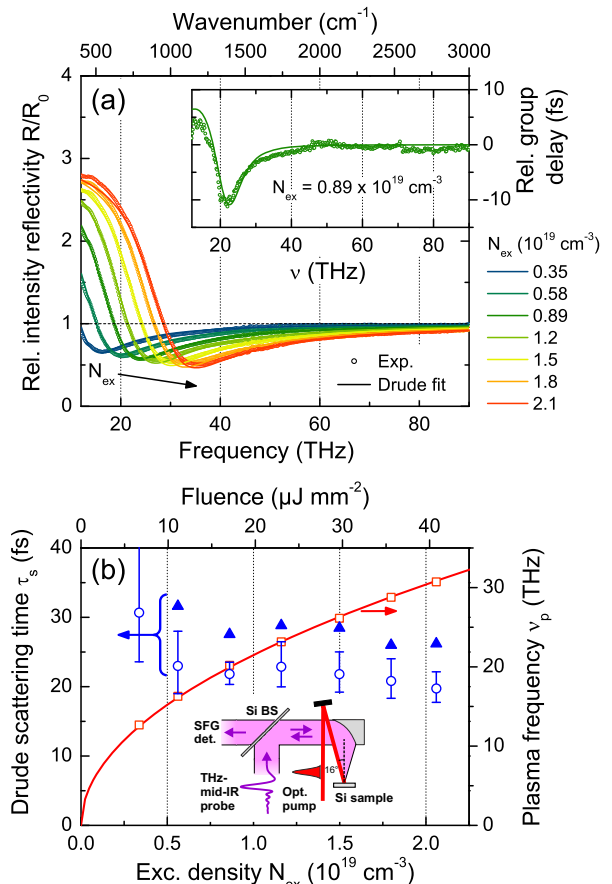 Wavenumber (cm⁻¹)
500 1000 1500 2000 2500 3000
(a)
Rel. intensity reflectivity R/R₀
4
3
2
1
0
10
0
-10
Rel. group
delay (fs)
N_ex = 0.89 x 10¹⁹ cm⁻³
20 40 60 80
ν (THz)
N_ex (10¹⁹ cm⁻³)
0.35
0.58
0.89
1.2
1.5
1.8
2.1
N_ex
Exp.
Drude fit
20 40 60 80
Frequency (THz)
Fluence (µJ mm⁻²)
0 10 20 30 40
(b)
Drude scattering time τ_s (fs)
40
30
20
10
0
Plasma frequency ν_p (THz)
30
20
10
0
Si BS
SFG
det.
THz-
mid-IR
probe
Opt.
pump
16°
Si sample
0.0 0.5 1.0 1.5 2.0
Exc. density N_ex (10¹⁹ cm⁻³)